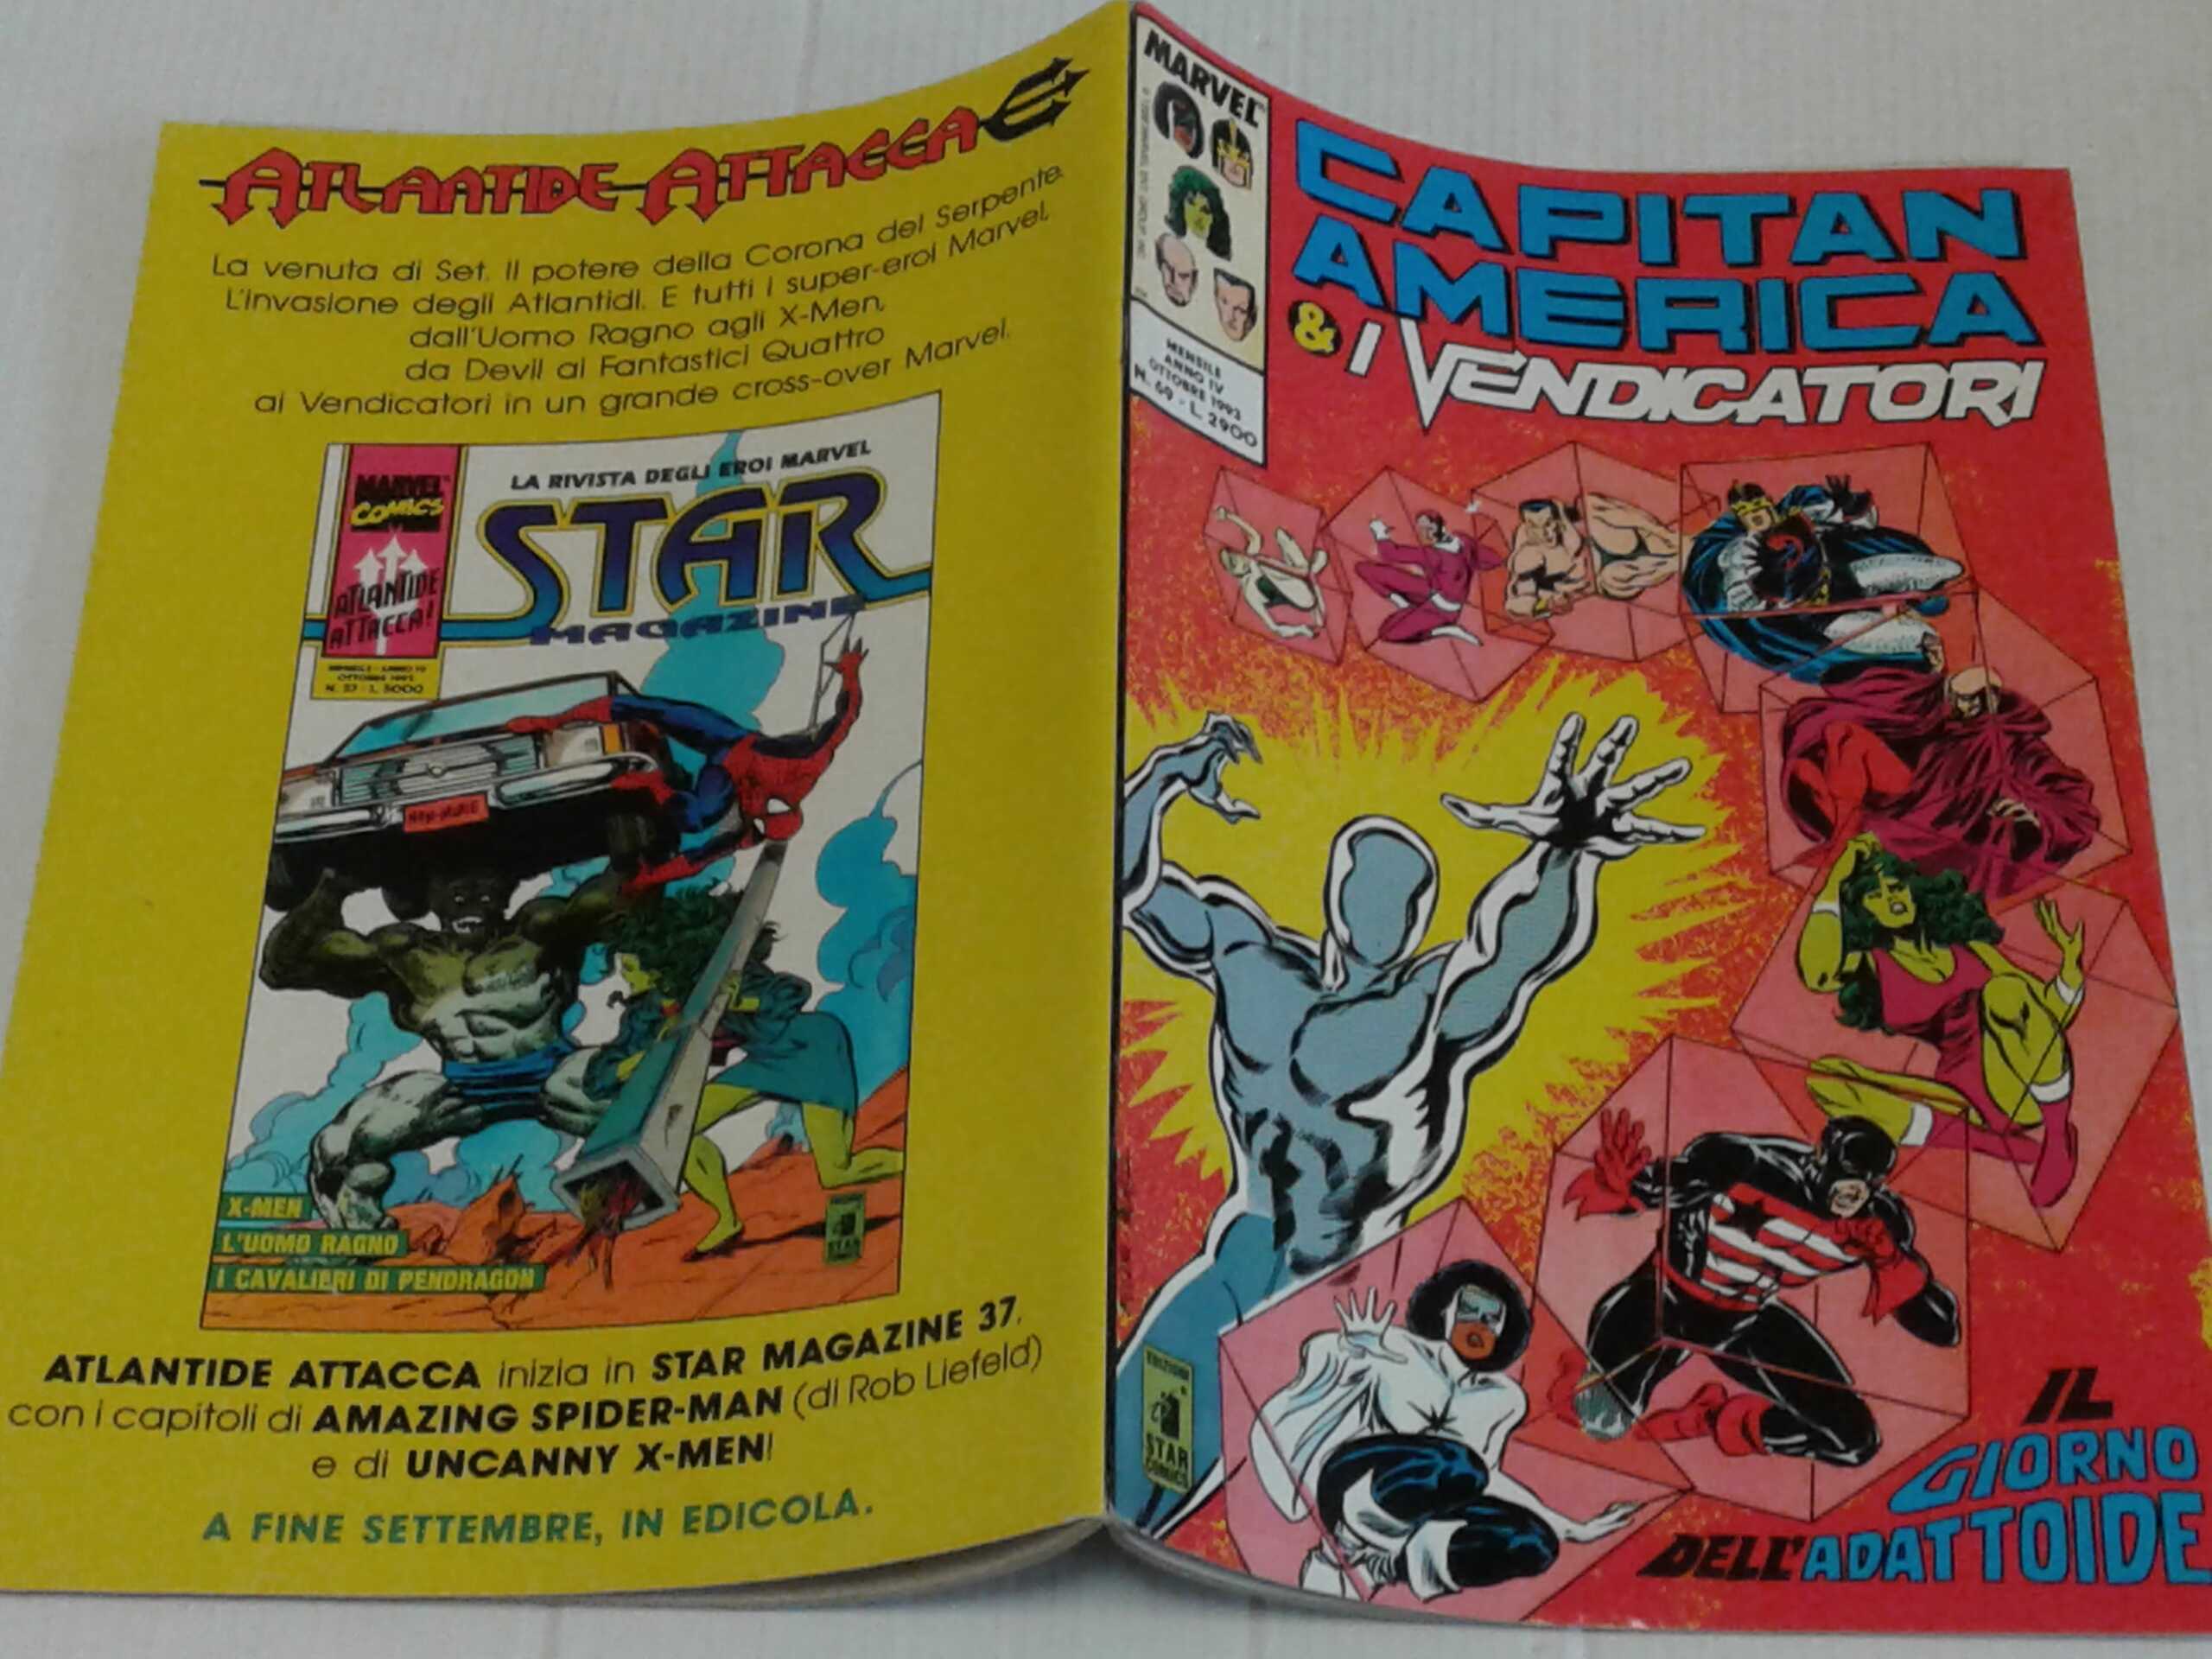 ATLANTIDE ATTACCA
La venuta di Set. Il potere della Corona del Serpente.
L'invasione degli Atlantidi. E tutti i super-eroi Marvel,
dall'Uomo Ragno agli X-Men,
da Devil ai Fantastici Quattro
ai Vendicatori in un grande cross-over Marvel.
MARVEL
COMICS
ATLANTIDE
ATTACCA!
LA RIVISTA DEGLI EROI MARVEL
STAR
MAGAZINE
N. 37 - L. 3000
X-MEN
L'UOMO RAGNO
I CAVALIERI DI PENDRAGON
STAR
ATLANTIDE ATTACCA inizia in STAR MAGAZINE 37,
con i capitoli di AMAZING SPIDER-MAN (di Rob Liefeld)
e di UNCANNY X-MEN!
A FINE SETTEMBRE, IN EDICOLA.
MARVEL
MENSILE
ANNO IV
OTTOBRE 1993
N. 69 - L. 2900
CAPITAN
AMERICA
& I VENDICATORI
EDIZIONI
STAR
COMICS
IL
GIORNO
DELL'ADATTOIDE